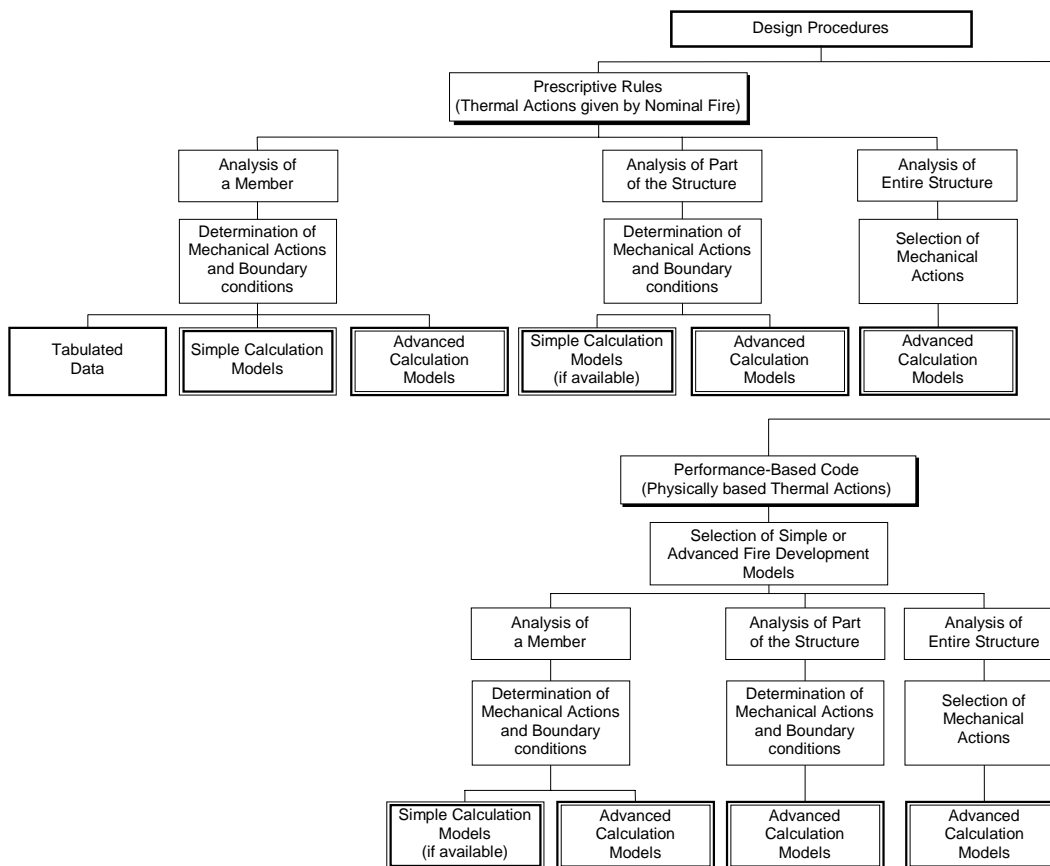 Design Procedures
Prescriptive Rules
(Thermal Actions given by Nominal Fire)
Analysis of
a Member
Analysis of Part
of the Structure
Analysis of
Entire Structure
Determination of
Mechanical Actions
and Boundary
conditions
Determination of
Mechanical Actions
and Boundary
conditions
Selection of
Mechanical
Actions
Tabulated
Data
Simple Calculation
Models
Advanced
Calculation
Models
Simple Calculation
Models
(if available)
Advanced
Calculation
Models
Advanced
Calculation
Models
Performance-Based Code
(Physically based Thermal Actions)
Selection of Simple or
Advanced Fire Development
Models
Analysis of
a Member
Analysis of Part
of the Structure
Analysis of
Entire Structure
Determination of
Mechanical Actions
and Boundary
conditions
Determination of
Mechanical Actions
and Boundary
conditions
Selection of
Mechanical
Actions
Simple Calculation
Models
(if available)
Advanced
Calculation
Models
Advanced
Calculation
Models
Advanced
Calculation
Models